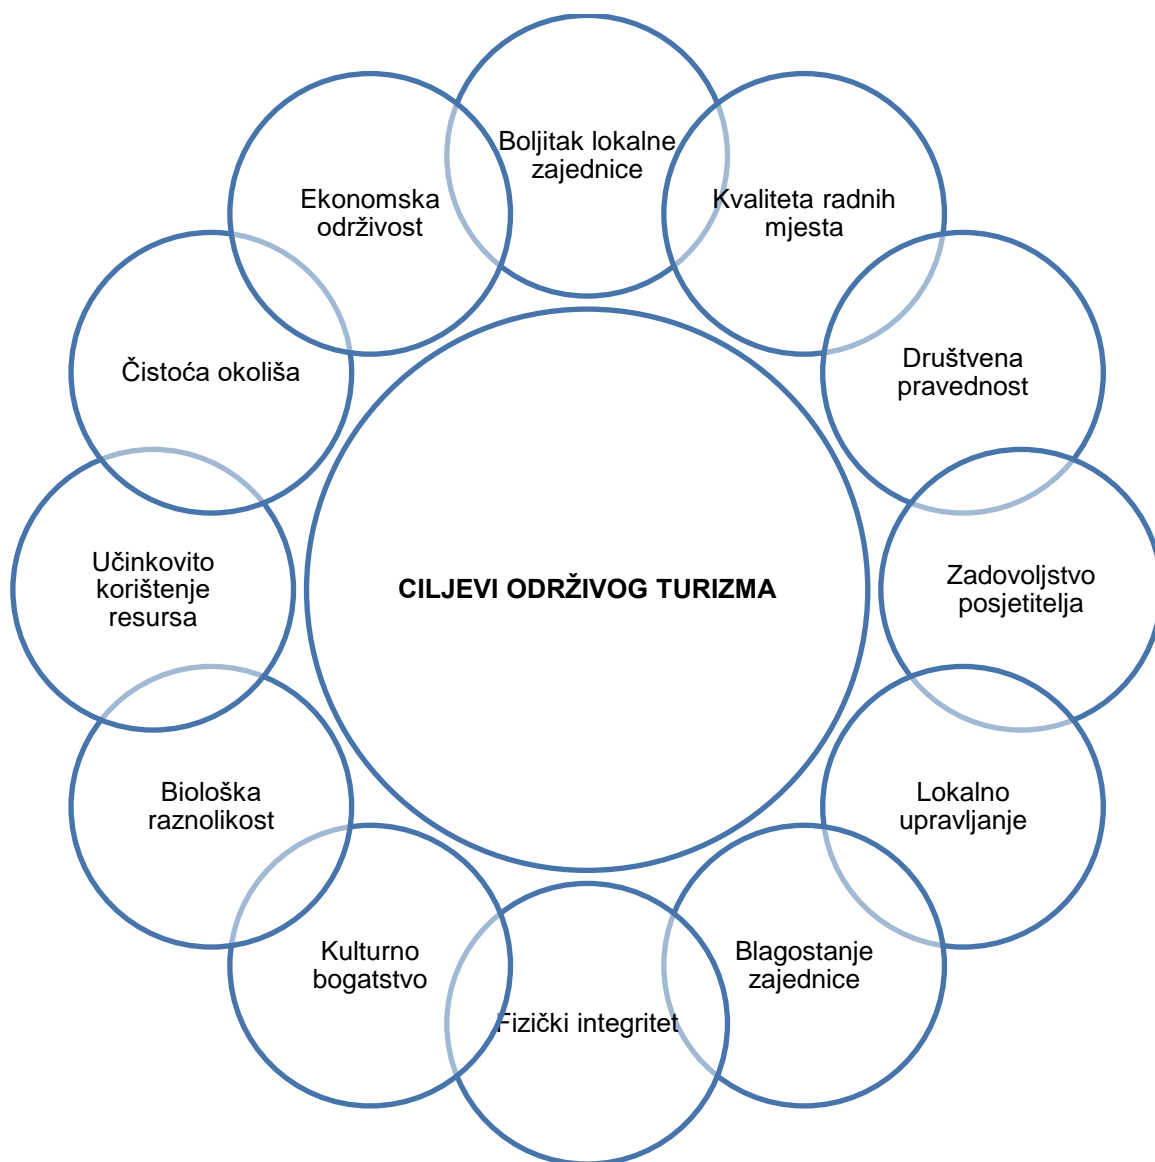 Boljitak lokalne
zajednice
Kvaliteta radnih
mjesta
Društvena
pravednost
Zadovoljstvo
posjetitelja
Lokalno
upravljanje
Blagostanje
zajednice
Fizički integritet
Kulturno
bogatstvo
Biološka
raznolikost
Učinkovito
korištenje
resursa
Čistoća okoliša
Ekonomska
održivost
CILJEVI ODRŽIVOG TURIZMA